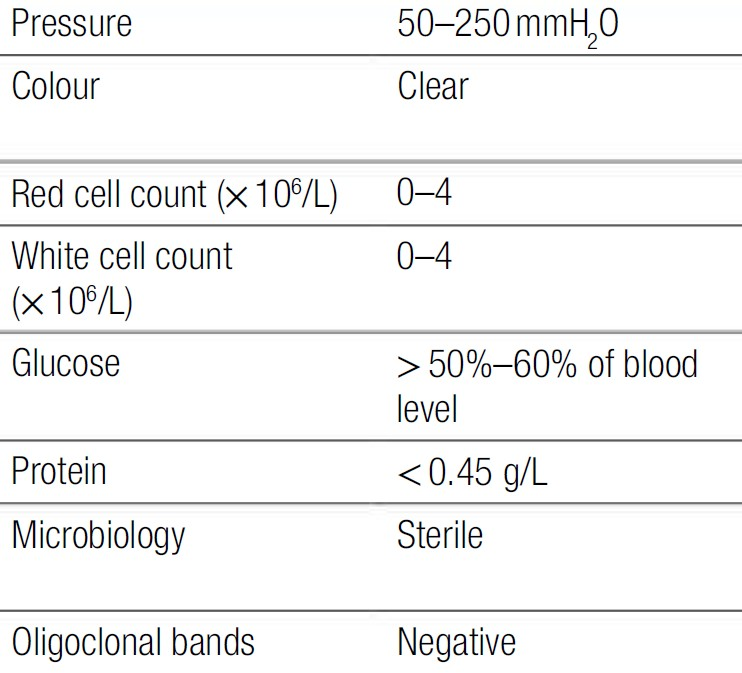 Pressure 50–250 mmH₂O
Colour Clear
Red cell count (×10⁶/L) 0–4
White cell count 0–4
(×10⁶/L)
Glucose > 50%–60% of blood
level
Protein < 0.45 g/L
Microbiology Sterile
Oligoclonal bands Negative